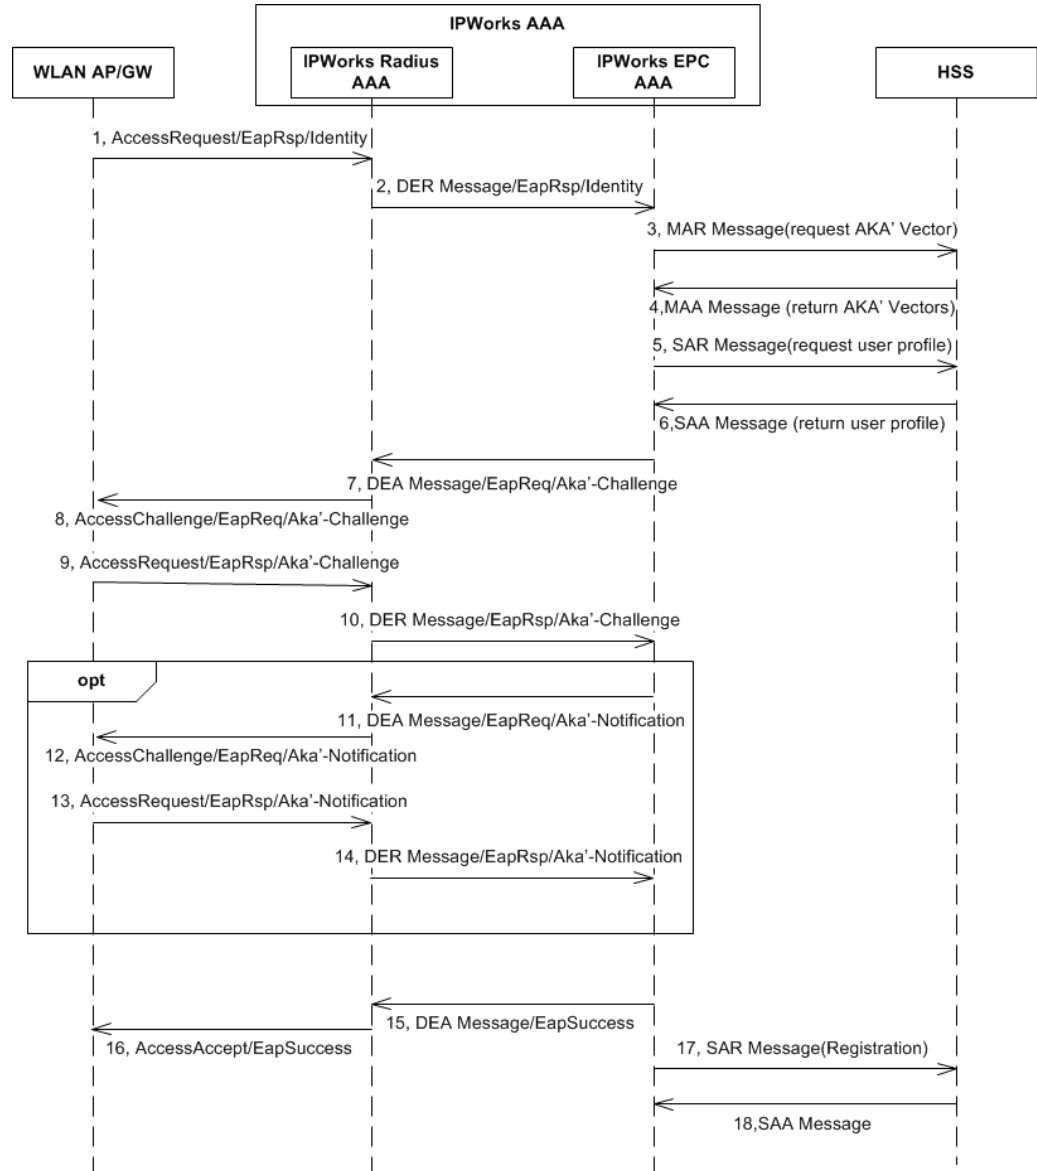 IPWorks AAA
WLAN AP/GW
IPWorks Radius
AAA
IPWorks EPC
AAA
HSS
1, AccessRequest/EapRsp/Identity
2, DER Message/EapRsp/Identity
3, MAR Message(request AKA' Vector)
4,MAA Message (return AKA' Vectors)
5, SAR Message(request user profile)
6,SAA Message (return user profile)
7, DEA Message/EapReq/Aka'-Challenge
8, AccessChallenge/EapReq/Aka'-Challenge
9, AccessRequest/EapRsp/Aka'-Challenge
10, DER Message/EapRsp/Aka'-Challenge
opt
11, DEA Message/EapReq/Aka'-Notification
12, AccessChallenge/EapReq/Aka'-Notification
13, AccessRequest/EapRsp/Aka'-Notification
14, DER Message/EapRsp/Aka'-Notification
15, DEA Message/EapSuccess
16, AccessAccept/EapSuccess
17, SAR Message(Registration)
18,SAA Message